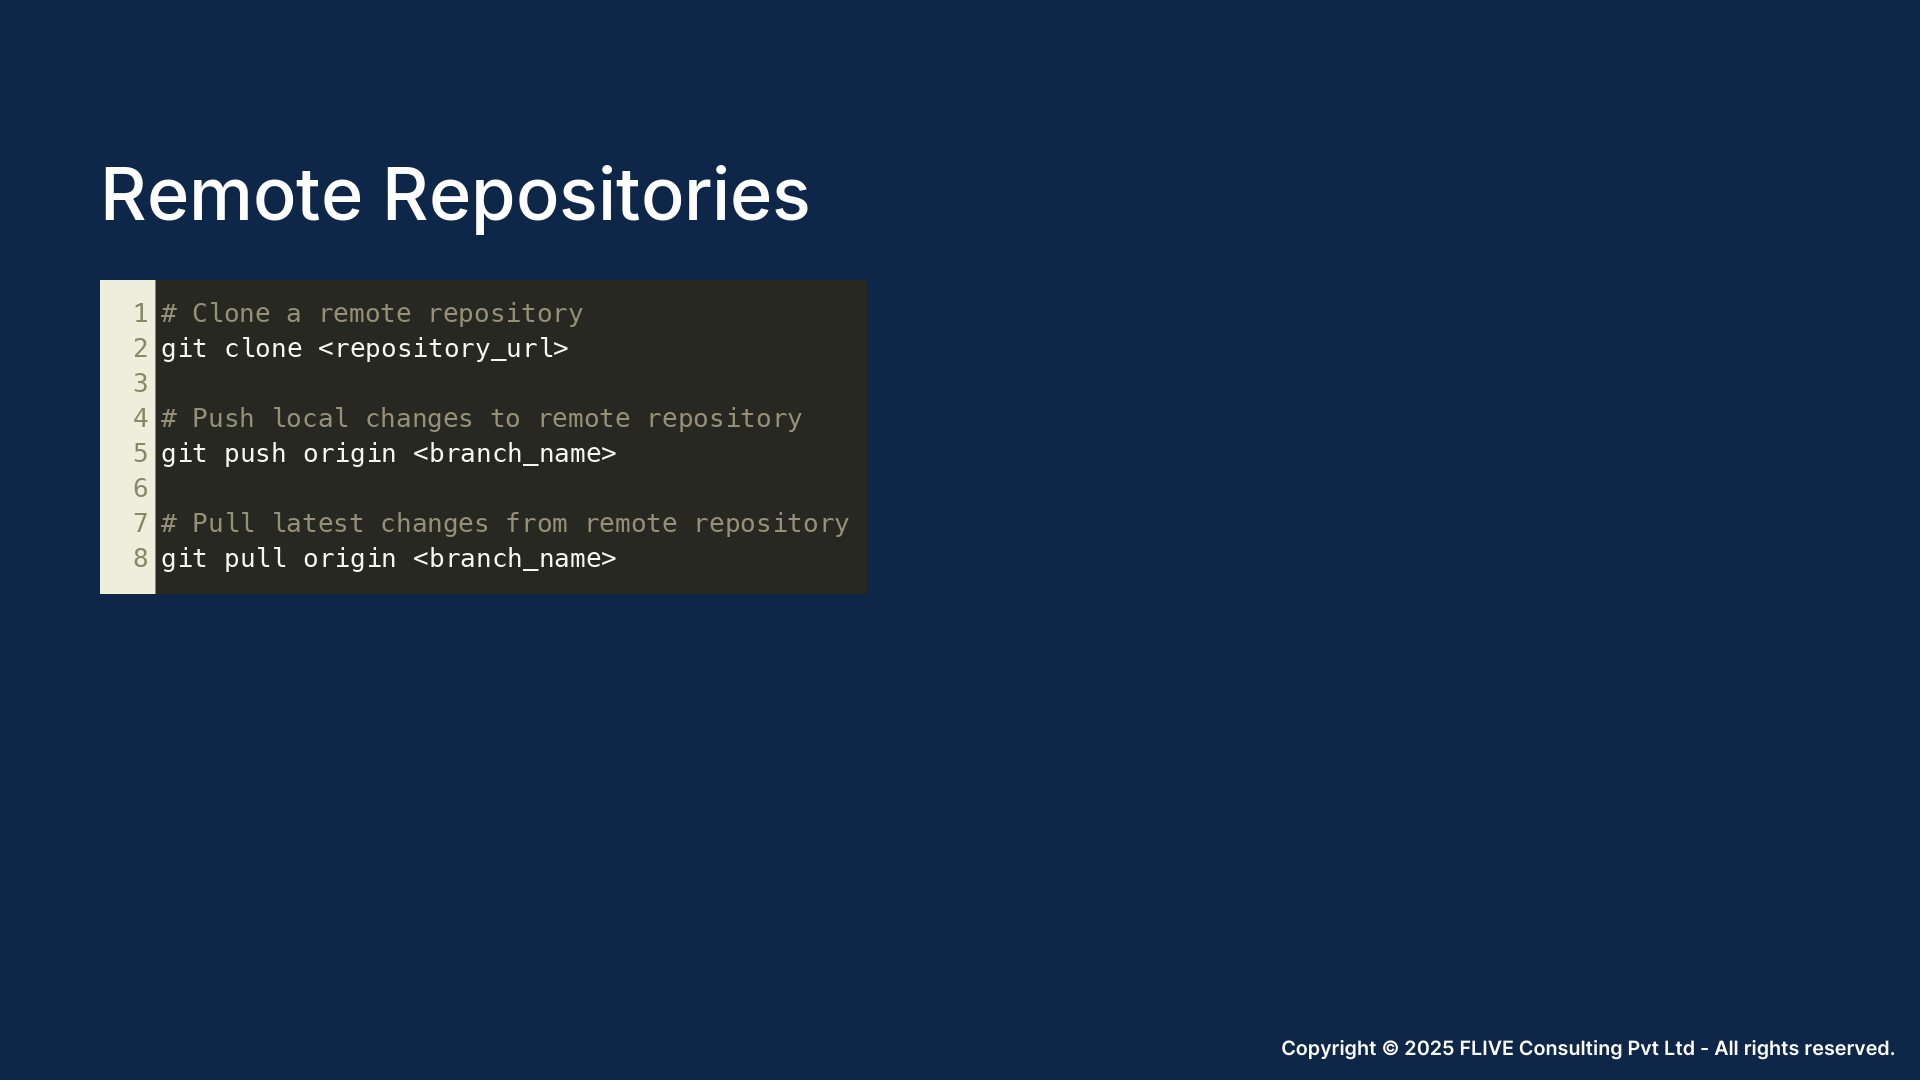 Remote Repositories
1 # Clone a remote repository
2 git clone <repository_url>
3
4 # Push local changes to remote repository
5 git push origin <branch_name>
6
7 # Pull latest changes from remote repository
8 git pull origin <branch_name>
Copyright © 2025 FLIVE Consulting Pvt Ltd - All rights reserved.